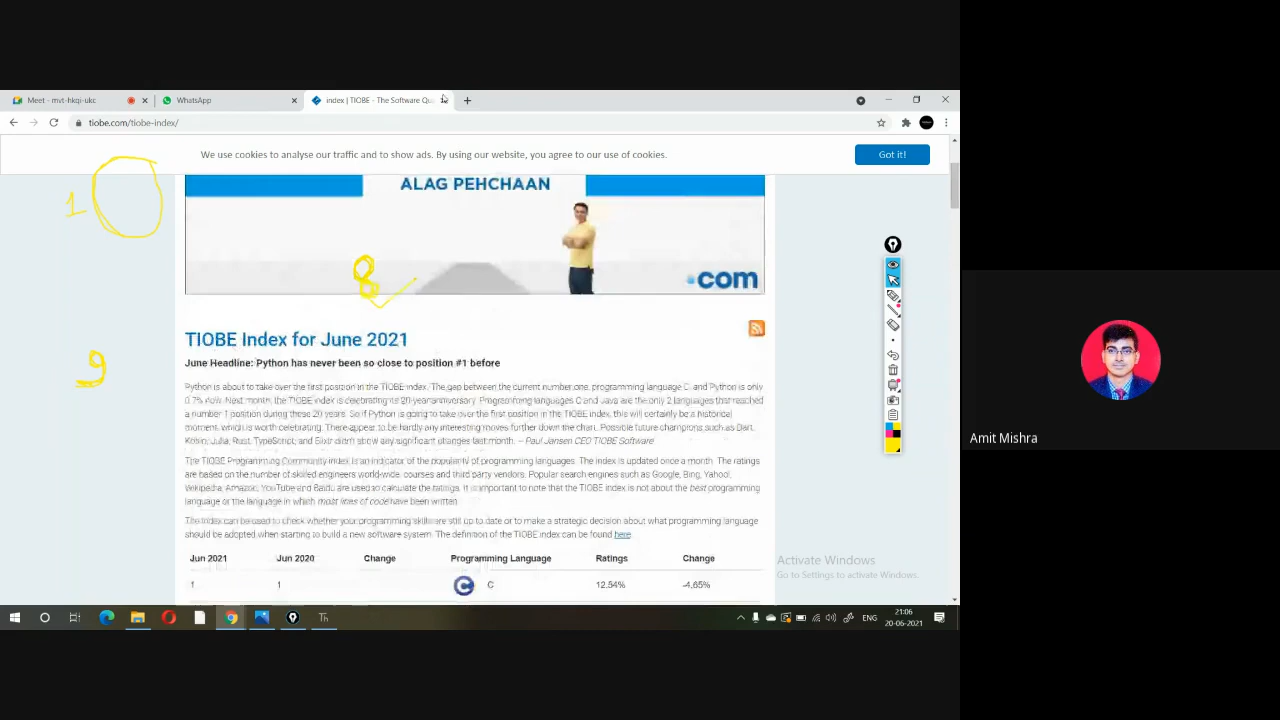 Meet - mvt-hkqi-ukc
WhatsApp
index | TIOBE - The Software Qu
tiobe.com/tiobe-index/
We use cookies to analyse our traffic and to show ads. By using our website, you agree to our use of cookies.
Got it!
ALAG PEHCHAAN
1
8
.com
TIOBE Index for June 2021
June Headline: Python has never been so close to position #1 before
9
Python is about to take over the first position in the TIOBE index. The gap between the current number one, programming language C, and Python is only
0.7% now. Next month, the TIOBE index is celebrating its 20 year anniversary. Programming languages C and Java are the only 2 languages that reached
a number 1 position during these 20 years. So if Python is going to take over the first position in the TIOBE index, this will certainly be a historical
moment, which is worth celebrating. There appear to be hardly any interesting moves further down the chart. Possible future champions such as Dart,
Kotlin, Julia, Rust, TypeScript, and Elixir didn't show any significant changes last month. -- Paul Jansen CEO TIOBE Software
The TIOBE Programming Community index is an indicator of the popularity of programming languages. The index is updated once a month. The ratings
are based on the number of skilled engineers world-wide, courses and third party vendors. Popular search engines such as Google, Bing, Yahoo!,
Wikipedia, Amazon, YouTube and Baidu are used to calculate the ratings. It is important to note that the TIOBE index is not about the best programming
language or the language in which most lines of code have been written.
The index can be used to check whether your programming skills are still up to date or to make a strategic decision about what programming language
should be adopted when starting to build a new software system. The definition of the TIOBE index can be found here.
Jun 2021 Jun 2020 Change Programming Language Ratings Change
1 1 C C 12.54% -4.65%
Activate Windows
Go to Settings to activate Windows.
Th
ENG
21:06
20-06-2021
Amit Mishra